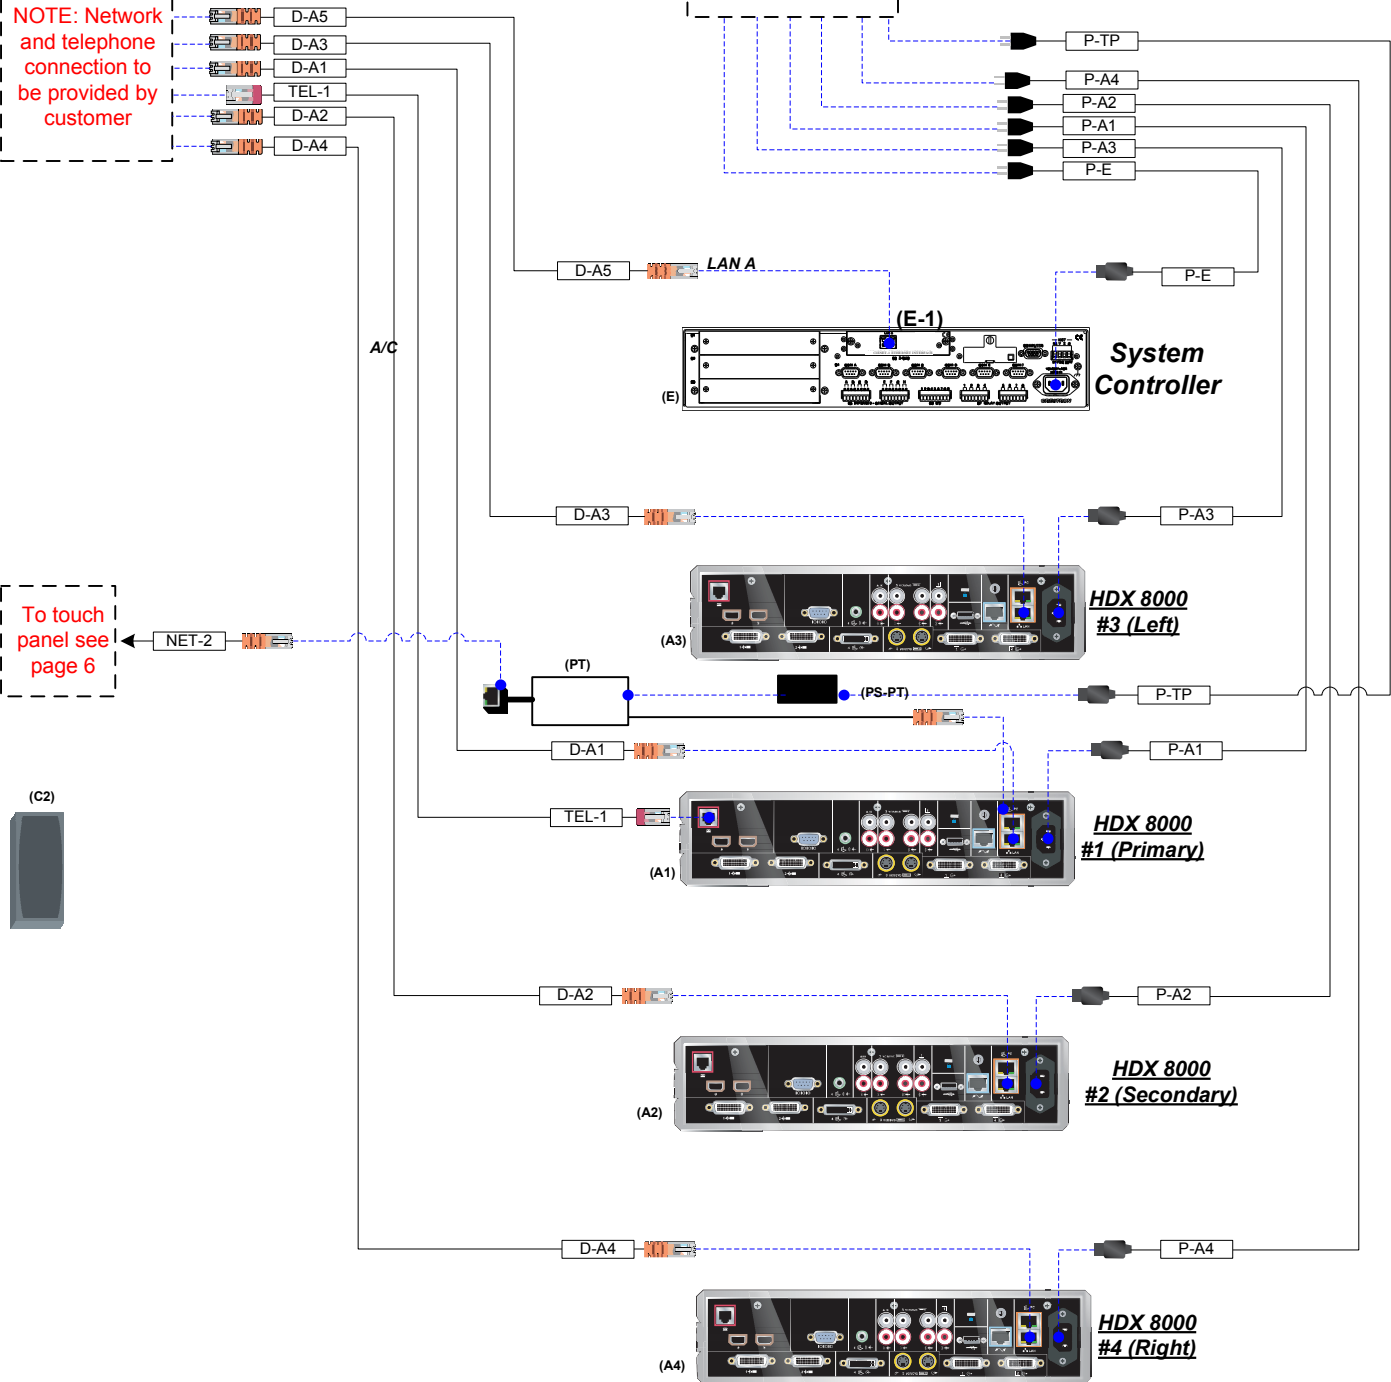 NOTE: Network
and telephone
connection to
be provided by
customer
D-A5
D-A3
D-A1
TEL-1
D-A2
D-A4
P-TP
P-A4
P-A2
P-A1
P-A3
P-E
D-A5
LAN A
P-E
(E-1)
A/C
System
Controller
(E)
D-A3
P-A3
HDX 8000
#3 (Left)
(A3)
To touch
panel see
page 6
NET-2
(PT)
(PS-PT)
P-TP
D-A1
P-A1
(C2)
TEL-1
HDX 8000
#1 (Primary)
(A1)
D-A2
P-A2
HDX 8000
#2 (Secondary)
(A2)
D-A4
P-A4
HDX 8000
#4 (Right)
(A4)